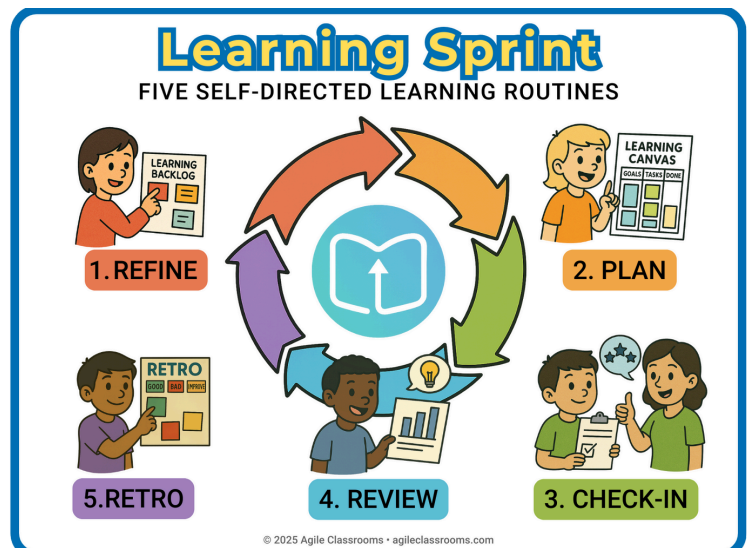 Learning Sprint
FIVE SELF-DIRECTED LEARNING ROUTINES
LEARNING
BACKLOG
1. REFINE
LEARNING
CANVAS
GOALS TASKS DONE
2. PLAN
3. CHECK-IN
4. REVIEW
RETRO
GOOD BAD IMPROVE
5.RETRO
© 2025 Agile Classrooms • agileclassrooms.com